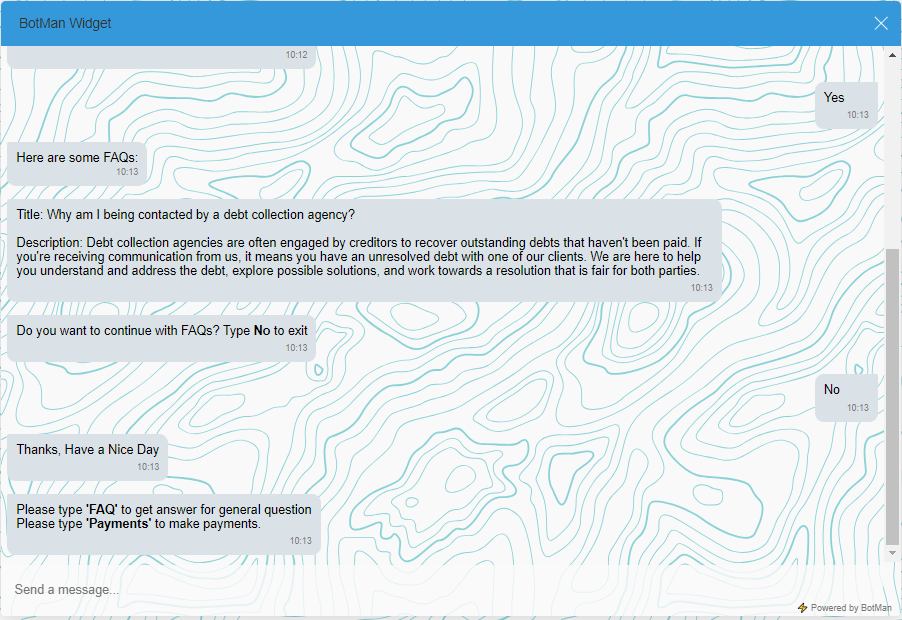 BotMan Widget
10:12
Yes
10:13
Here are some FAQs:
10:13
Title: Why am I being contacted by a debt collection agency?
Description: Debt collection agencies are often engaged by creditors to recover outstanding debts that haven't been paid. If
you're receiving communication from us, it means you have an unresolved debt with one of our clients. We are here to help
you understand and address the debt, explore possible solutions, and work towards a resolution that is fair for both parties.
10:13
Do you want to continue with FAQs? Type No to exit
10:13
No
10:13
Thanks, Have a Nice Day
10:13
Please type 'FAQ' to get answer for general question
Please type 'Payments' to make payments.
10:13
Send a message...
Powered by BotMan